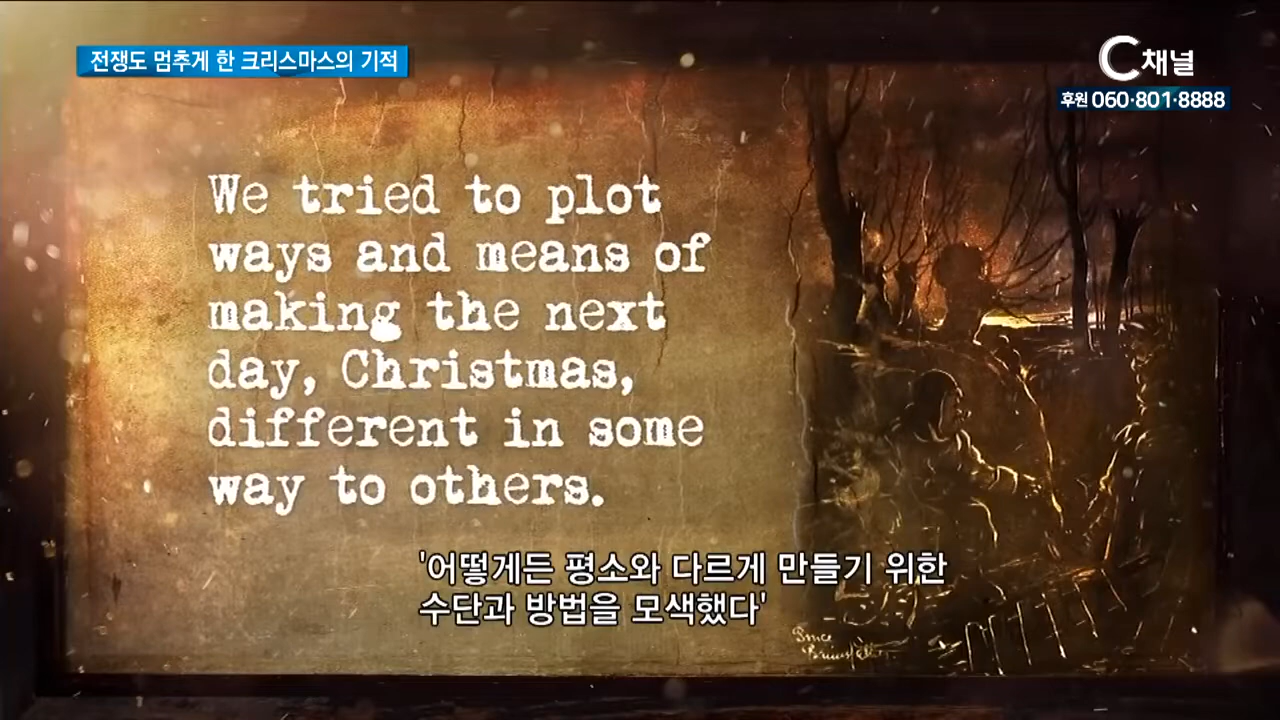 전쟁도 멈추게 한 크리스마스의 기적
C채널
후원 060·801·8888
We tried to plot
ways and means of
making the next
day, Christmas,
different in some
way to others.
'어떻게든 평소와 다르게 만들기 위한
수단과 방법을 모색했다'
Bruce